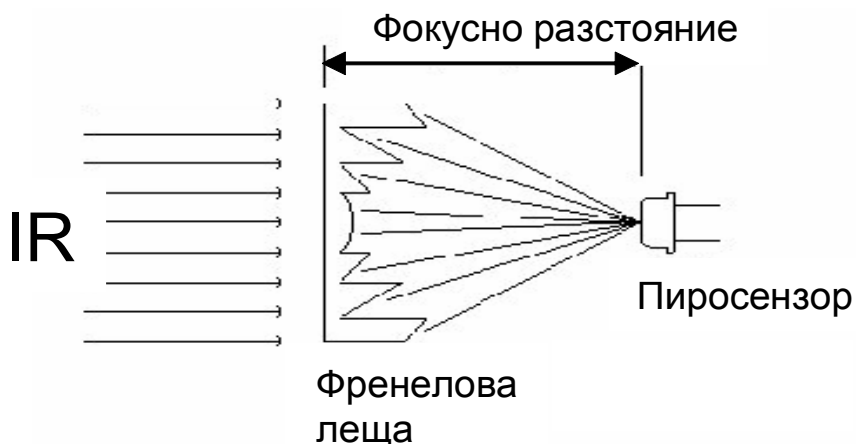 Фокусно разстояние
IR
Пиросензор
Френелова
леща